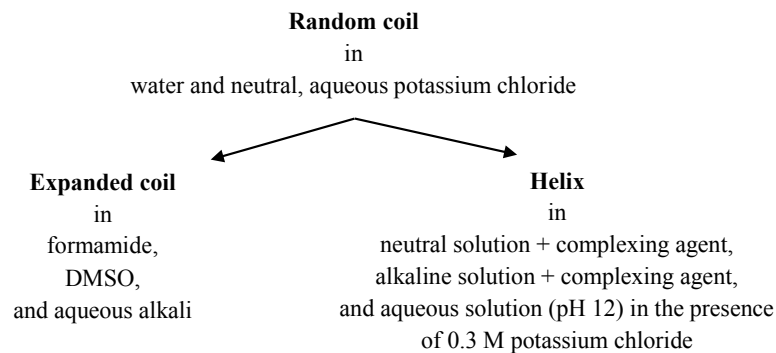 Random coil
in
water and neutral, aqueous potassium chloride
Expanded coil
in
formamide,
DMSO,
and aqueous alkali
Helix
in
neutral solution + complexing agent,
alkaline solution + complexing agent,
and aqueous solution (pH 12) in the presence
of 0.3 M potassium chloride